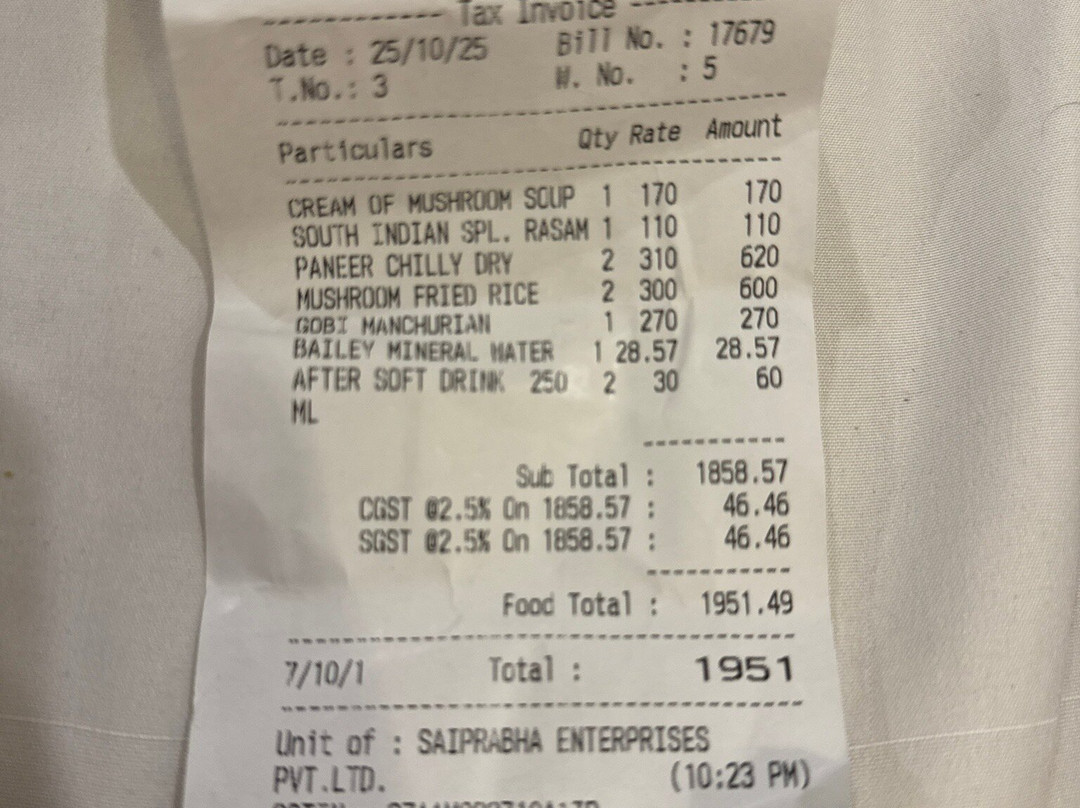 Tax Invoice
Date : 25/10/25 Bill No. : 17679
T.No.: 3 W. No. : 5
Particulars Qty Rate Amount
CREAM OF MUSHROOM SOUP 1 170 170
SOUTH INDIAN SPL. RASAM 1 110 110
PANEER CHILLY DRY 2 310 620
MUSHROOM FRIED RICE 2 300 600
GOBI MANCHURIAN 1 270 270
BAILEY MINERAL WATER 1 28.57 28.57
AFTER SOFT DRINK 250 2 30 60
ML
Sub Total : 1858.57
CGST @2.5% On 1858.57 : 46.46
SGST @2.5% On 1858.57 : 46.46
Food Total : 1951.49
7/10/1 Total : 1951
Unit of : SAIPRABHA ENTERPRISES
PVT.LTD. (10:23 PM)